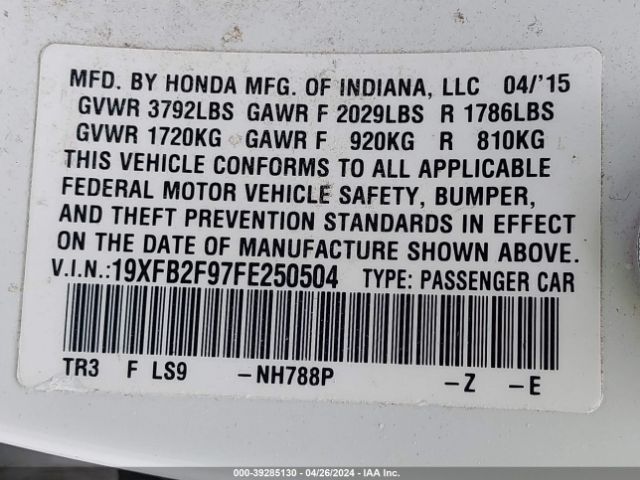 MFD. BY HONDA MFG. OF INDIANA, LLC 04/'15
GVWR 3792LBS GAWR F 2029LBS R 1786LBS
GVWR 1720KG GAWR F 920KG R 810KG
THIS VEHICLE CONFORMS TO ALL APPLICABLE
FEDERAL MOTOR VEHICLE SAFETY, BUMPER,
AND THEFT PREVENTION STANDARDS IN EFFECT
ON THE DATE OF MANUFACTURE SHOWN ABOVE.
V.I.N.:19XFB2F97FE250504 TYPE: PASSENGER CAR
TR3 F LS9 –NH788P –Z –E
000-39285130 - 04/26/2024 - IAA Inc.